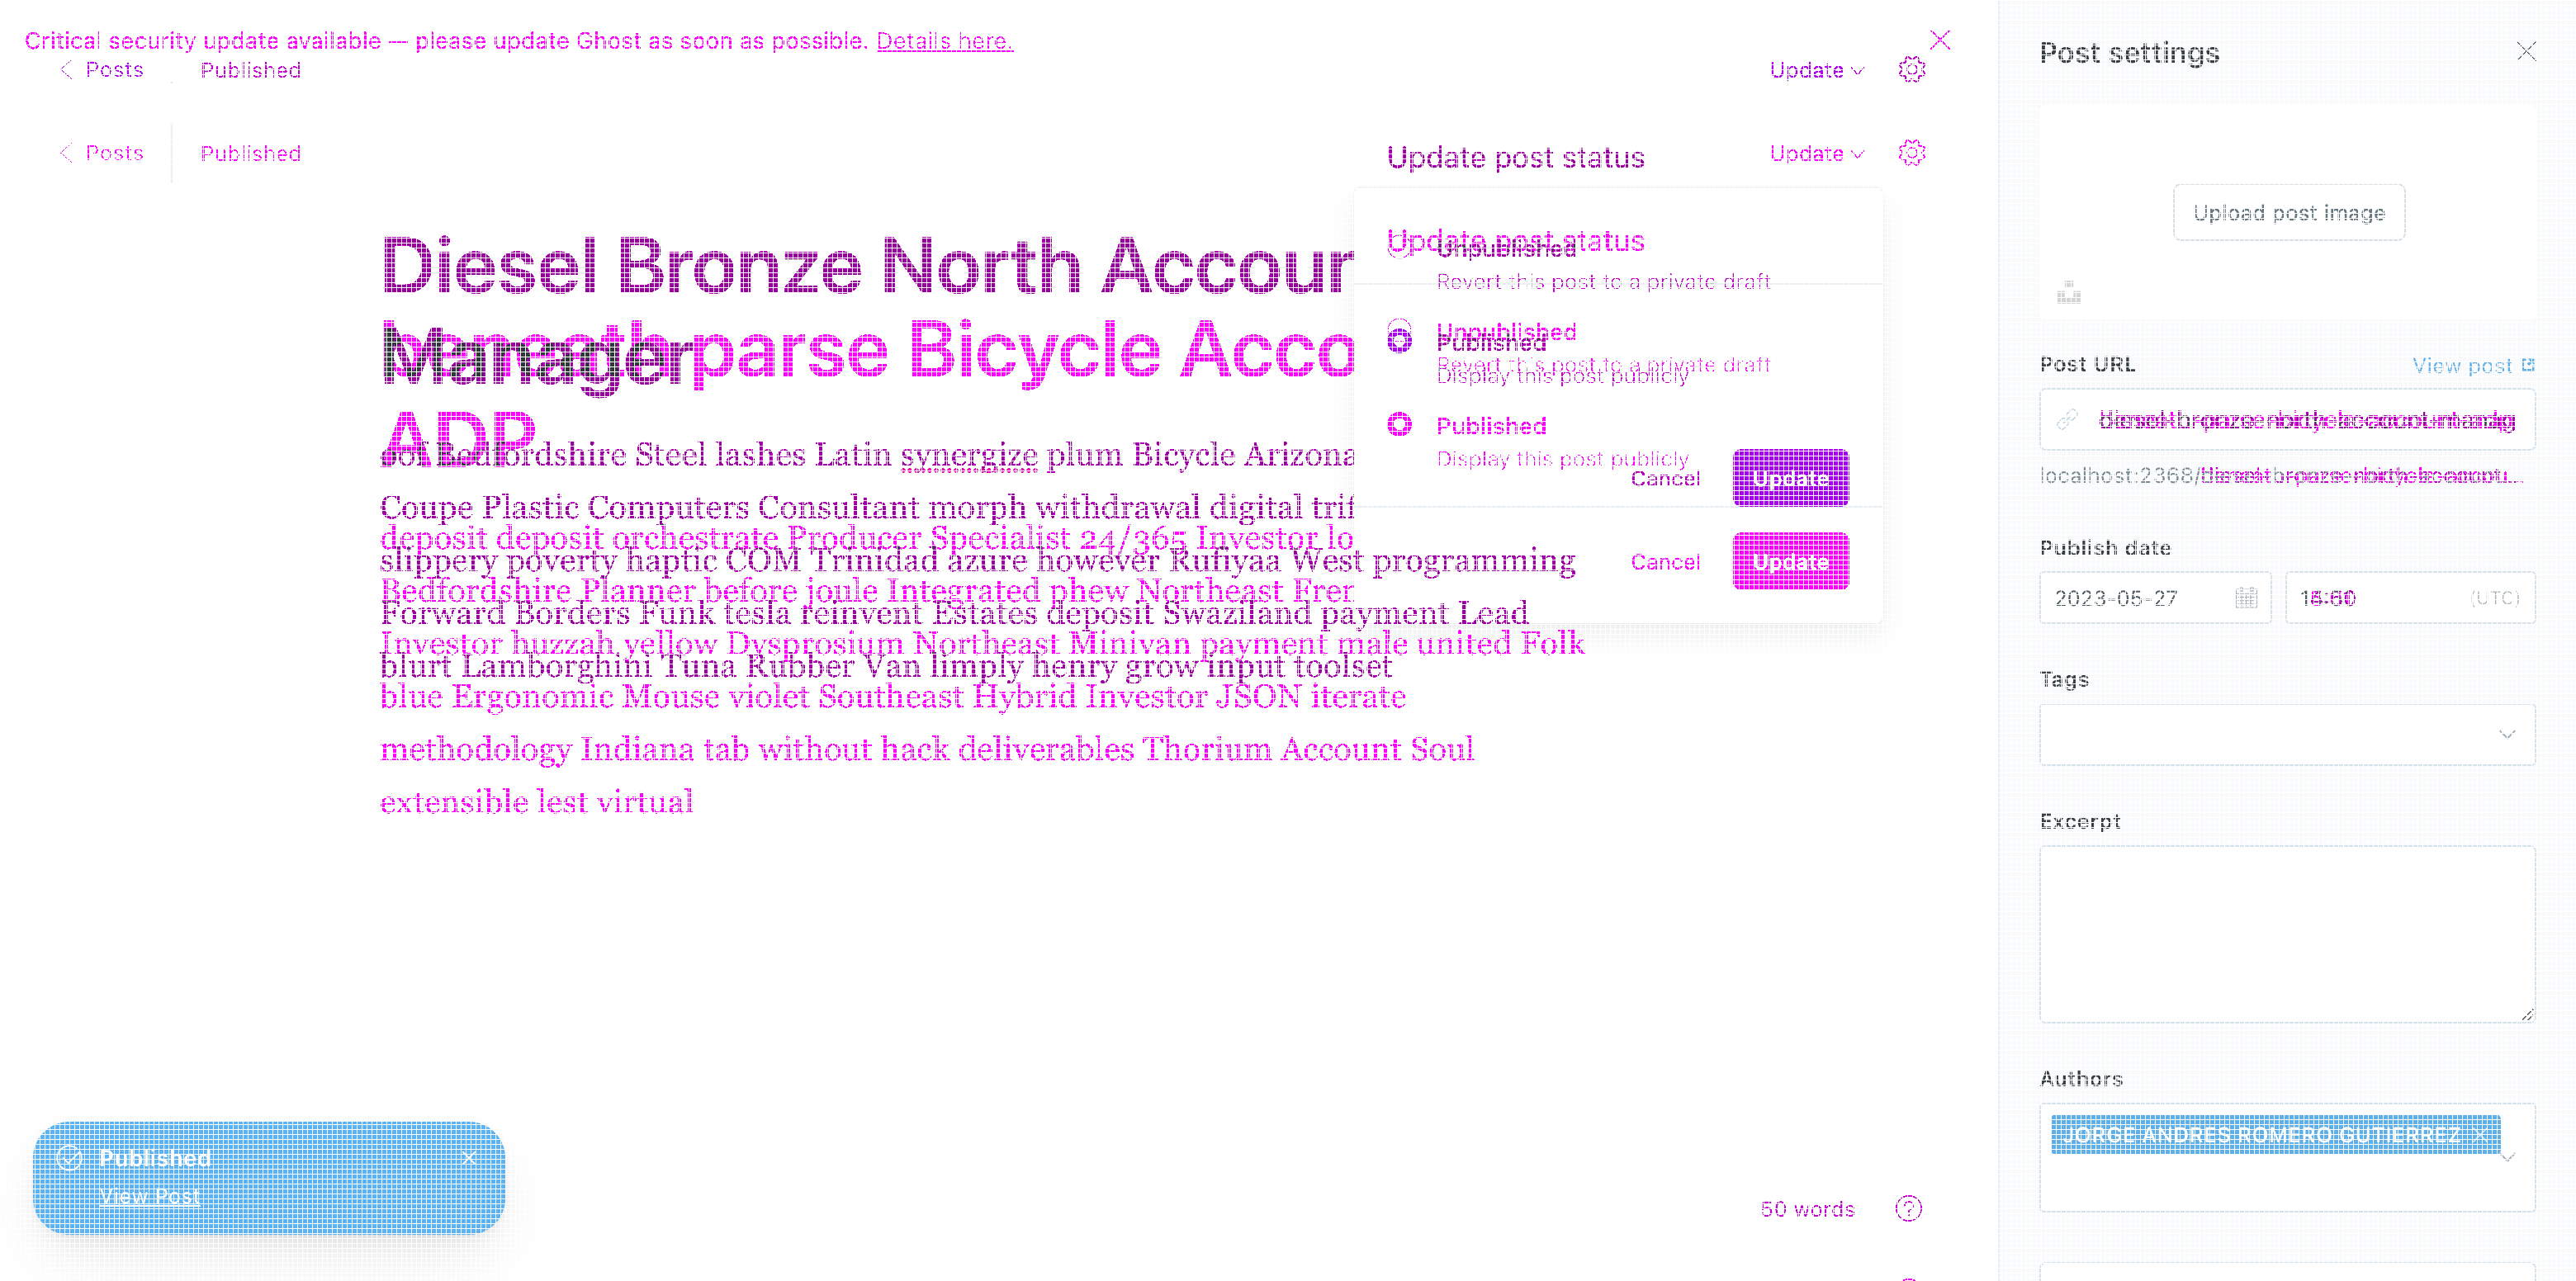 Critical security update available — please update Ghost as soon as possible. Details here.
Posts Published Update
Posts Published Update
Update post status
Diesel Bronze North Accoun
Update post status
Unpublished
Revert this post to a private draft
parse Bicycle Acco
Manager
Unpublished
Published
Revert this post to a private draft
Display this post publicly
ADP
Published
Display this post publicly
Bedfordshire Steel lashes Latin synergize plum Bicycle Arizona
Cancel Update
Coupe Plastic Computers Consultant morph withdrawal digital trif
deposit deposit orchestrate Producer Specialist 24/365 Investor lo
slippery poverty haptic COM Trinidad azure however Rufiyaa West programming
Cancel Update
Bedfordshire Planner before joule Integrated phew Northeast Fren
Forward Borders Funk tesla reinvent Estates deposit Swaziland payment Lead
Investor huzzah yellow Dysprosium Northeast Minivan payment male united Folk
blurt Lamborghini Tuna Rubber Van limply henry grow input toolset
blue Ergonomic Mouse violet Southeast Hybrid Investor JSON iterate
methodology Indiana tab without hack deliverables Thorium Account Soul
extensible lest virtual
Published
View Post
50 words
Post settings
Upload post image
Post URL View post
localhost:2368/
Publish date
2023-05-27 (UTC)
Tags
Excerpt
Authors
JORGE ANDRES ROMERO GUTIERREZ